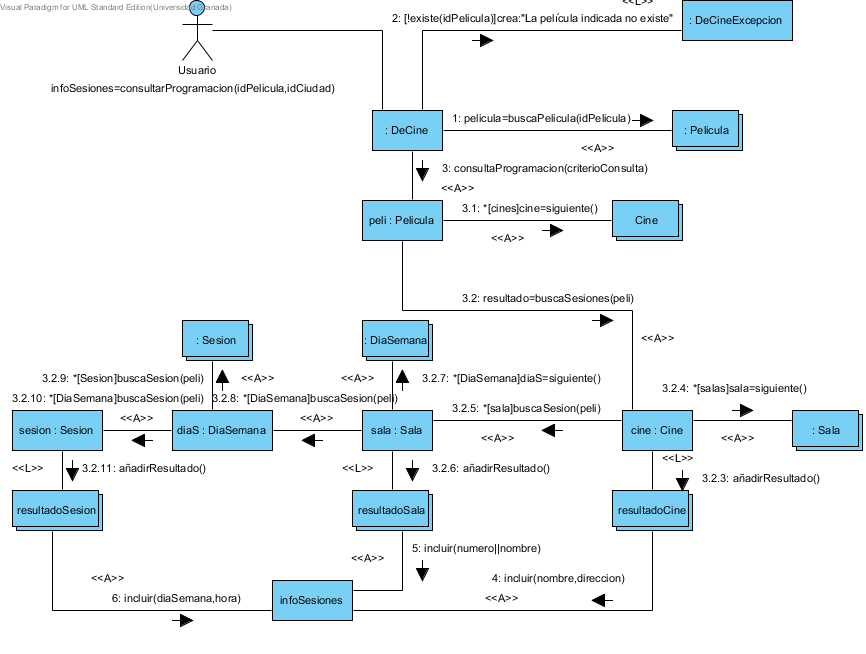 Visual Paradigm for UML Standard Edition(Universidad Granada)
<<L>>
2: [!existe(idPelicula)]crea:"La película indicada no existe"
: DeCineExcepcion
Usuario
infoSesiones=consultarProgramacion(idPelicula,idCiudad)
1: pelicula=buscaPelicula(idPelicula)
: DeCine
: Pelicula
<<A>>
3: consultaProgramacion(criterioConsulta)
<<A>>
3.1: *[cines]cine=siguiente()
peli : Pelicula
Cine
<<A>>
3.2: resultado=buscaSesiones(peli)
: Sesion
: DiaSemana
<<A>>
3.2.9: *[Sesion]buscaSesion(peli)
<<A>>
<<A>>
3.2.7: *[DiaSemana]diaS=siguiente()
3.2.4: *[salas]sala=siguiente()
3.2.10: *[DiaSemana]buscaSesion(peli)
3.2.8: *[DiaSemana]buscaSesion(peli)
3.2.5: *[sala]buscaSesion(peli)
<<A>>
<<A>>
sesion : Sesion
diaS : DiaSemana
sala : Sala
cine : Cine
: Sala
<<A>>
<<A>>
<<L>>
<<L>>
3.2.11: añadirResultado()
<<L>>
3.2.6: añadirResultado()
3.2.3: añadirResultado()
resultadoSesion
resultadoSala
resultadoCine
5: incluir(numero||nombre)
<<A>>
<<A>>
4: incluir(nombre,direccion)
6: incluir(diaSemana,hora)
infoSesiones
<<A>>